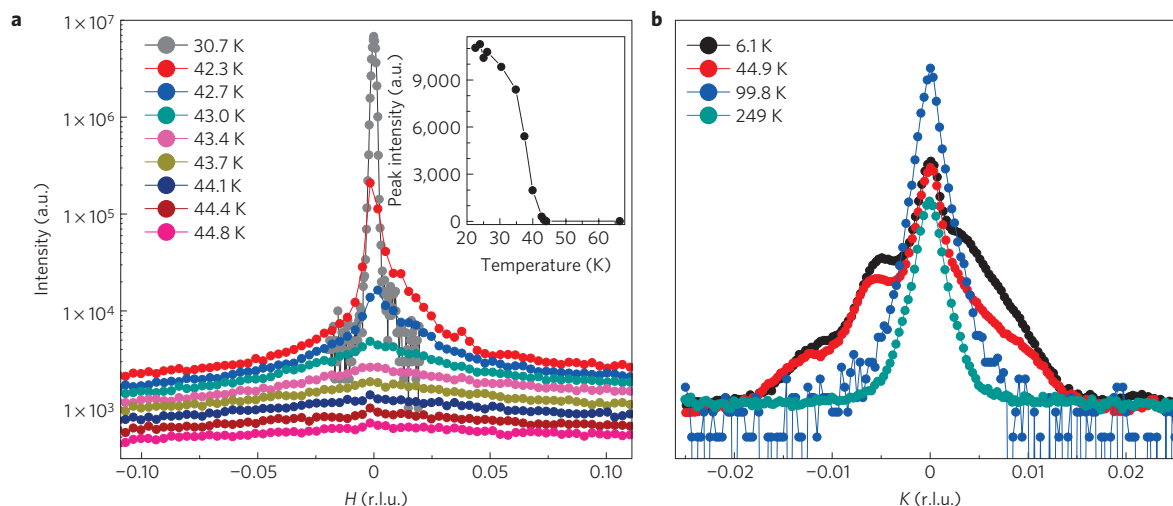 a
1×10⁷
1×10⁶
1×10⁵
1×10⁴
1×10³
Intensity (a.u.)
30.7 K
42.3 K
42.7 K
43.0 K
43.4 K
43.7 K
44.1 K
44.4 K
44.8 K
Peak intensity (a.u.)
9,000
6,000
3,000
0
20 30 40 50 60
Temperature (K)
−0.10 −0.05 0 0.05 0.10
H (r.l.u.)
b
6.1 K
44.9 K
99.8 K
249 K
−0.02 −0.01 0 0.01 0.02
K (r.l.u.)